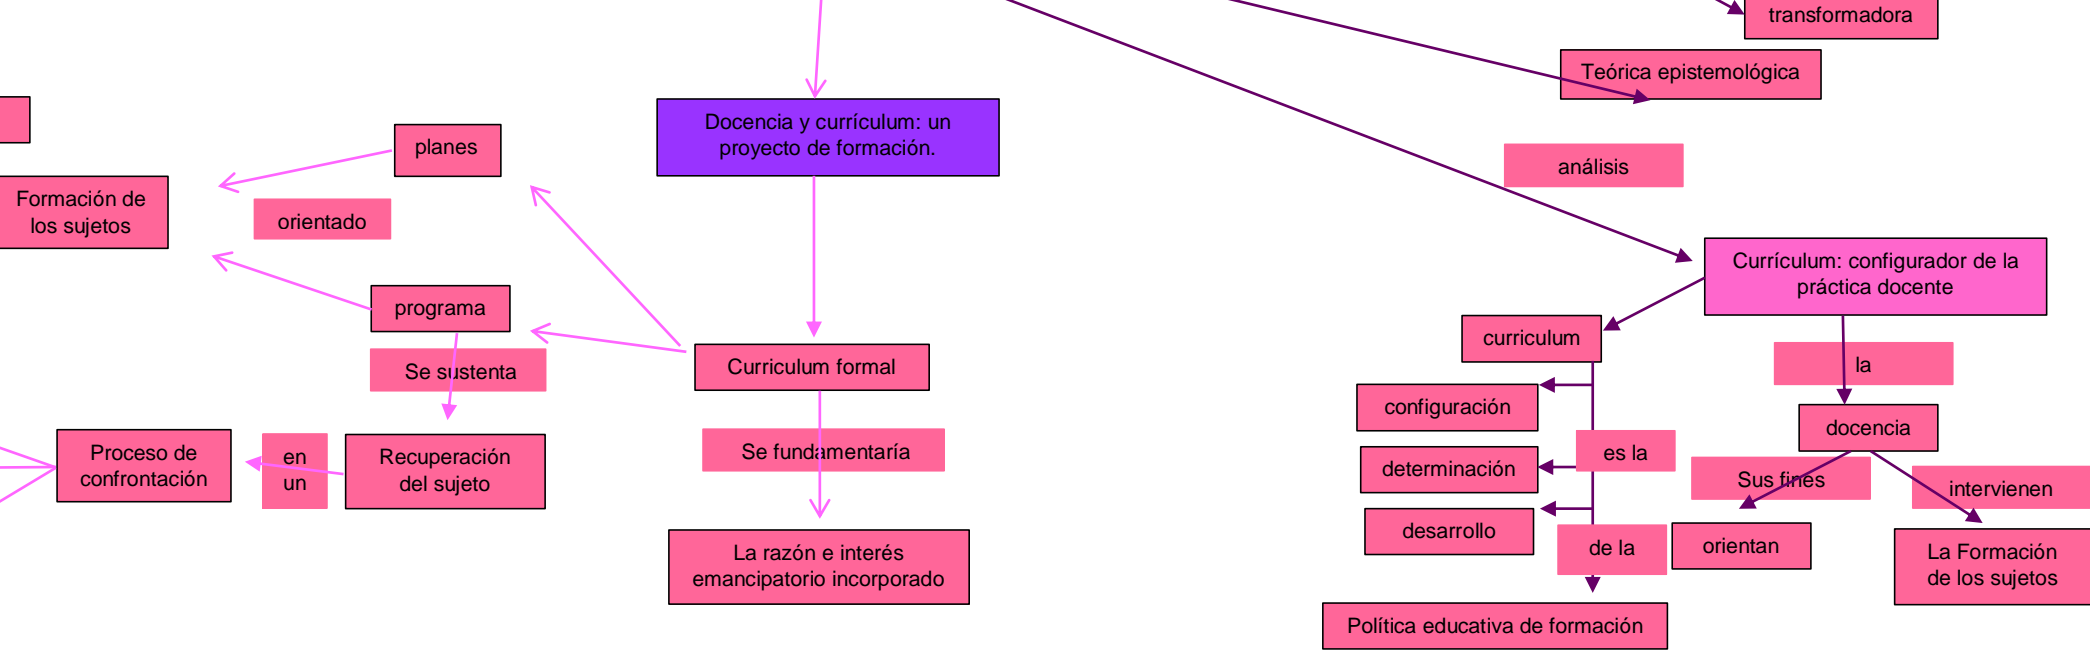 transformadora
Teórica epistemológica
Docencia y currículum: un
proyecto de formación.
planes
análisis
Formación de
los sujetos
orientado
Currículum: configurador de la
práctica docente
programa
curriculum
Se sustenta
Curriculum formal
la
configuración
docencia
Proceso de
confrontación
en
un
Recuperación
del sujeto
Se fundamentaría
es la
determinación
Sus fines
intervienen
desarrollo
de la
orientan
La razón e interés
emancipatorio incorporado
La Formación
de los sujetos
Política educativa de formación